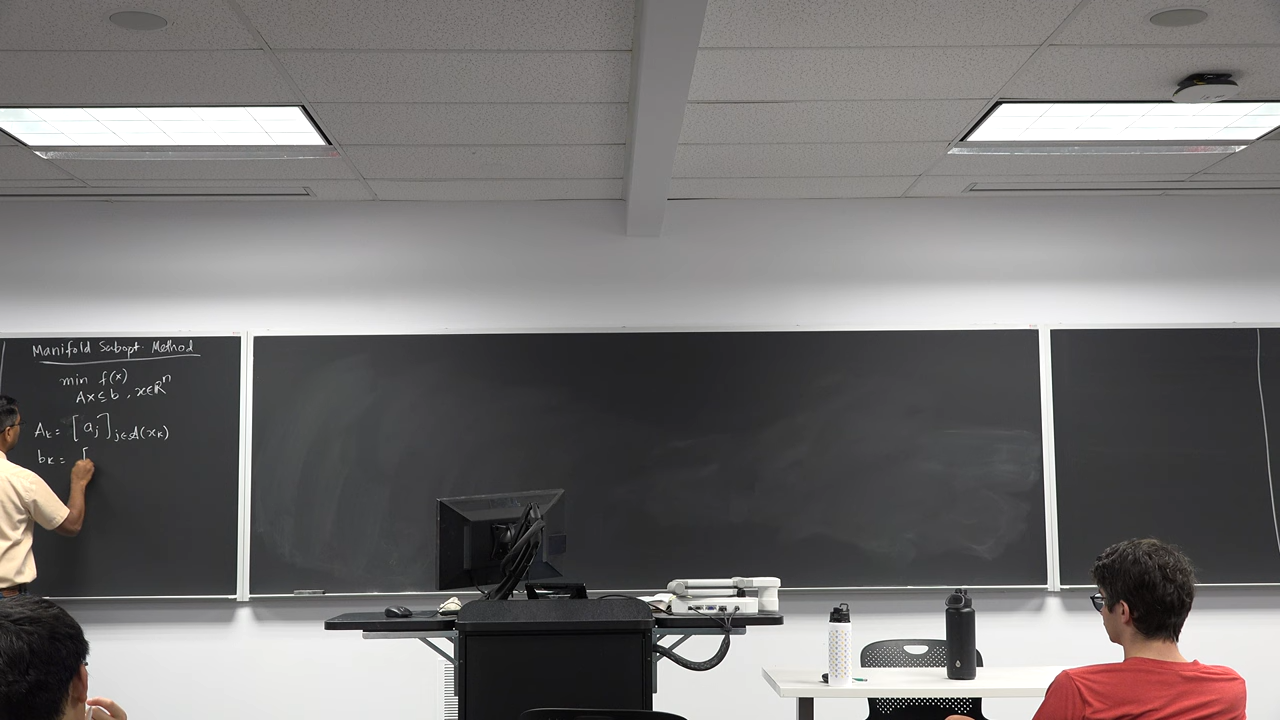 Manifold Subopt. Method
min f(x)
Ax ≤ b, x∈ℝⁿ
Aₖ = [aⱼ]ⱼ∈𝒜(xₖ)
bₖ = [